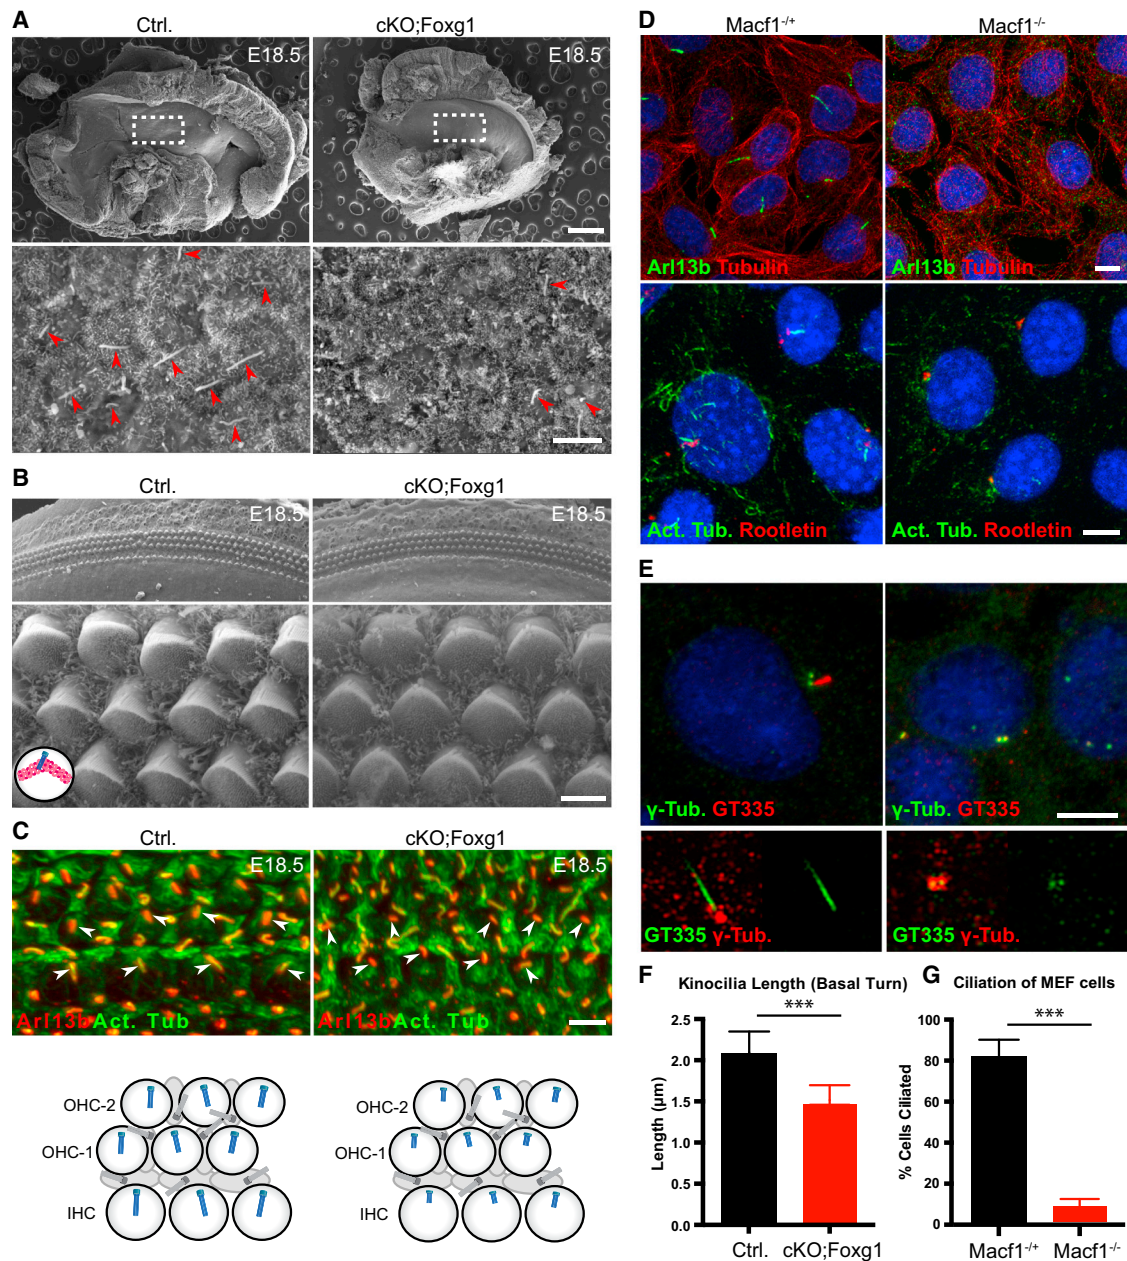 A
Ctrl.
cKO;Foxg1
E18.5
E18.5
B
Ctrl.
cKO;Foxg1
E18.5
E18.5
C
Ctrl.
cKO;Foxg1
E18.5
E18.5
Arl13b Act. Tub
Arl13b Act. Tub
OHC-2
OHC-1
IHC
OHC-2
OHC-1
IHC
D
Macf1-/+
Macf1-/-
Arl13b Tubulin
Arl13b Tubulin
Act. Tub. Rootletin
Act. Tub. Rootletin
E
γ-Tub. GT335
γ-Tub. GT335
GT335 γ-Tub.
GT335 γ-Tub.
F
Kinocilia Length (Basal Turn)
***
Length (μm)
2.5
2.0
1.5
1.0
0.5
0.0
Ctrl.
cKO;Foxg1
G
Ciliation of MEF cells
***
% Cells Ciliated
100
80
60
40
20
0
Macf1-/+
Macf1-/-